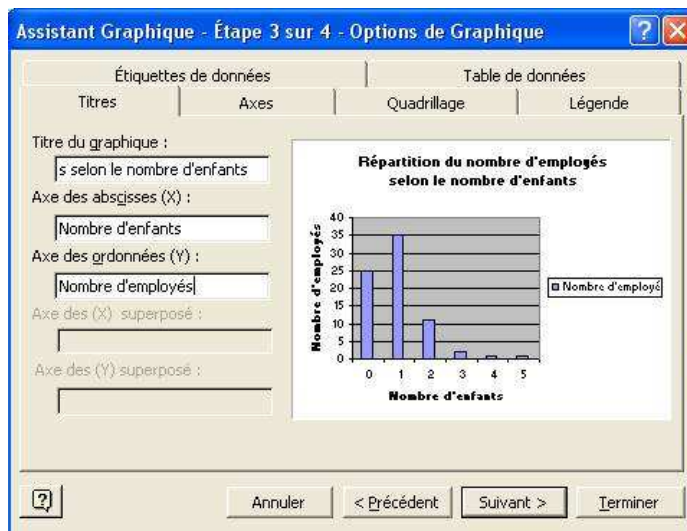 Assistant Graphique - Étape 3 sur 4 - Options de Graphique
Étiquettes de données
Table de données
Titres
Axes
Quadrillage
Légende
Titre du graphique :
s selon le nombre d'enfants
Axe des abscisses (X) :
Nombre d'enfants
Axe des ordonnées (Y) :
Nombre d'employés
Axe des (X) superposé :
Axe des (Y) superposé :
Répartition du nombre d'employés
selon le nombre d'enfants
Nombre d'employés
40
35
30
25
20
15
10
5
0
0 1 2 3 4 5
Nombre d'enfants
Nombre d'employé
Annuler
< Précédent
Suivant >
Terminer